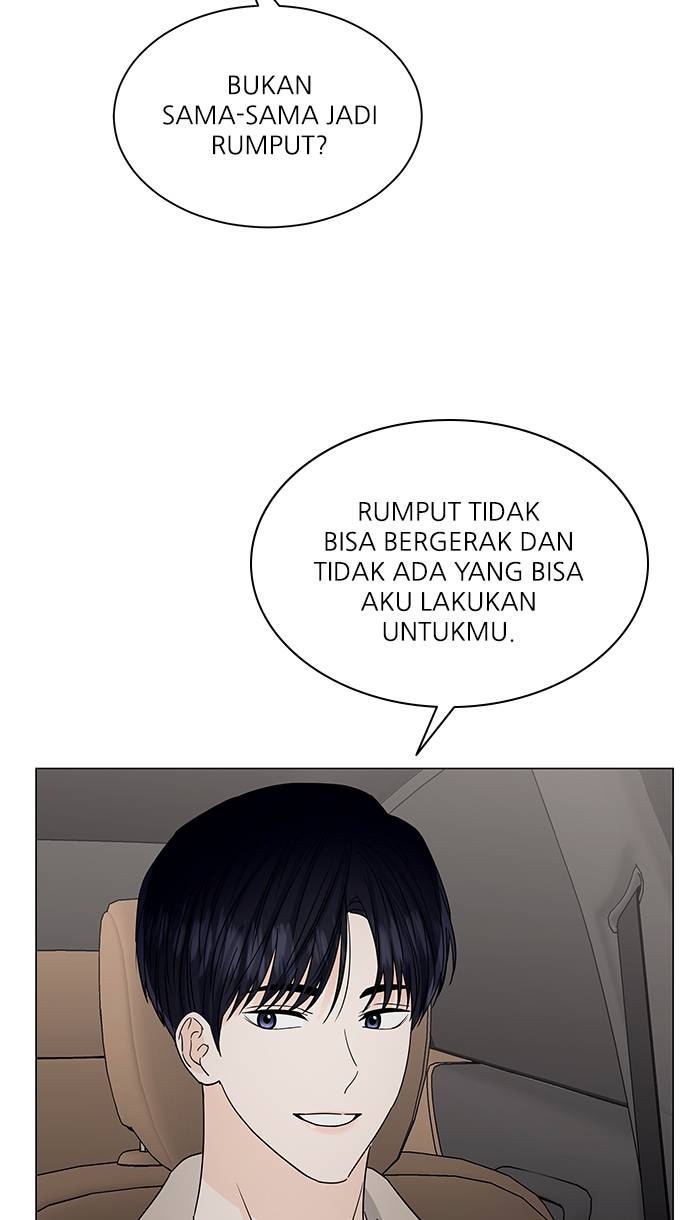 BUKAN
SAMA-SAMA JADI
RUMPUT?
RUMPUT TIDAK
BISA BERGERAK DAN
TIDAK ADA YANG BISA
AKU LAKUKAN
UNTUKMU.